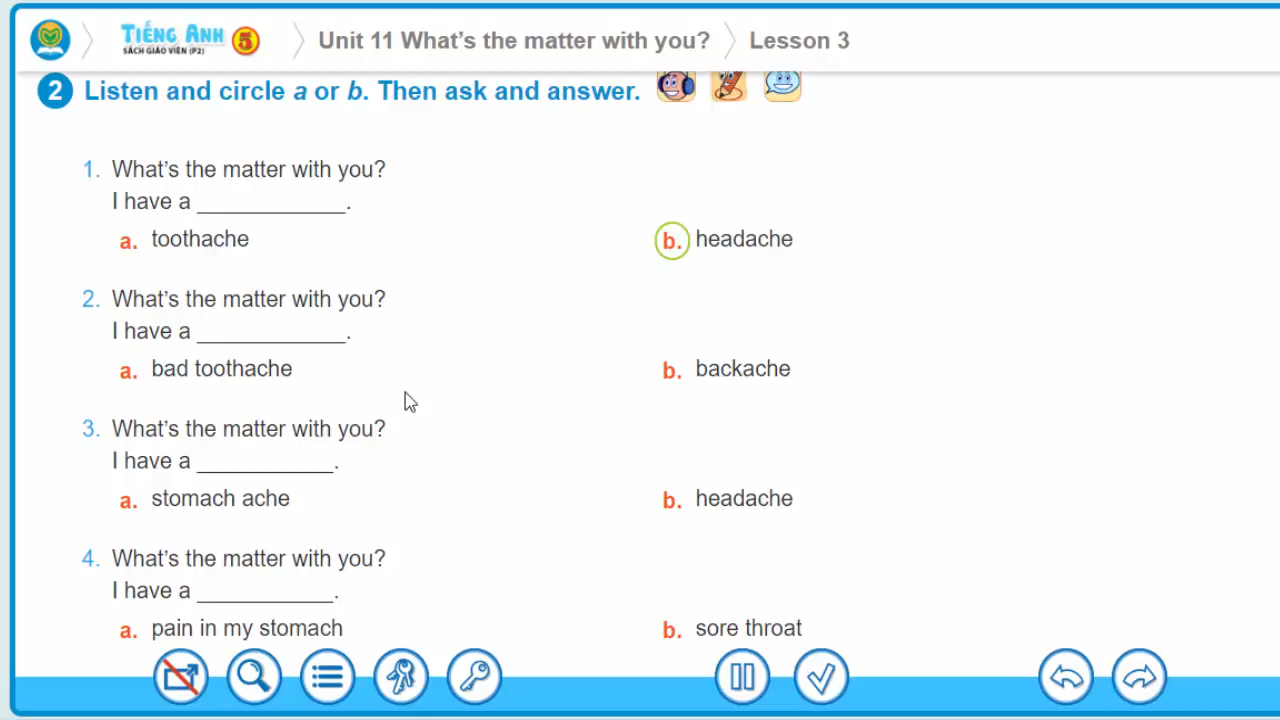 TIẾNG ANH 5
SÁCH GIÁO VIÊN (P2)
Unit 11 What's the matter with you?
Lesson 3
2 Listen and circle a or b. Then ask and answer.
1. What's the matter with you?
I have a ____________.
a. toothache
b. headache
2. What's the matter with you?
I have a ____________.
a. bad toothache
b. backache
3. What's the matter with you?
I have a ___________.
a. stomach ache
b. headache
4. What's the matter with you?
I have a ___________.
a. pain in my stomach
b. sore throat